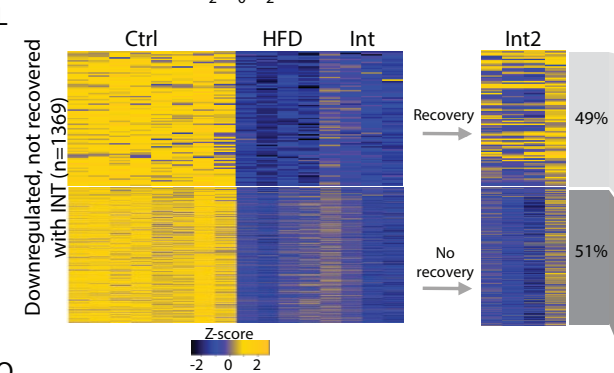 Ctrl HFD Int Int2
Downregulated, not recovered
with INT (n=1369)
Recovery
49%
No
recovery
51%
Z-score
-2 0 2